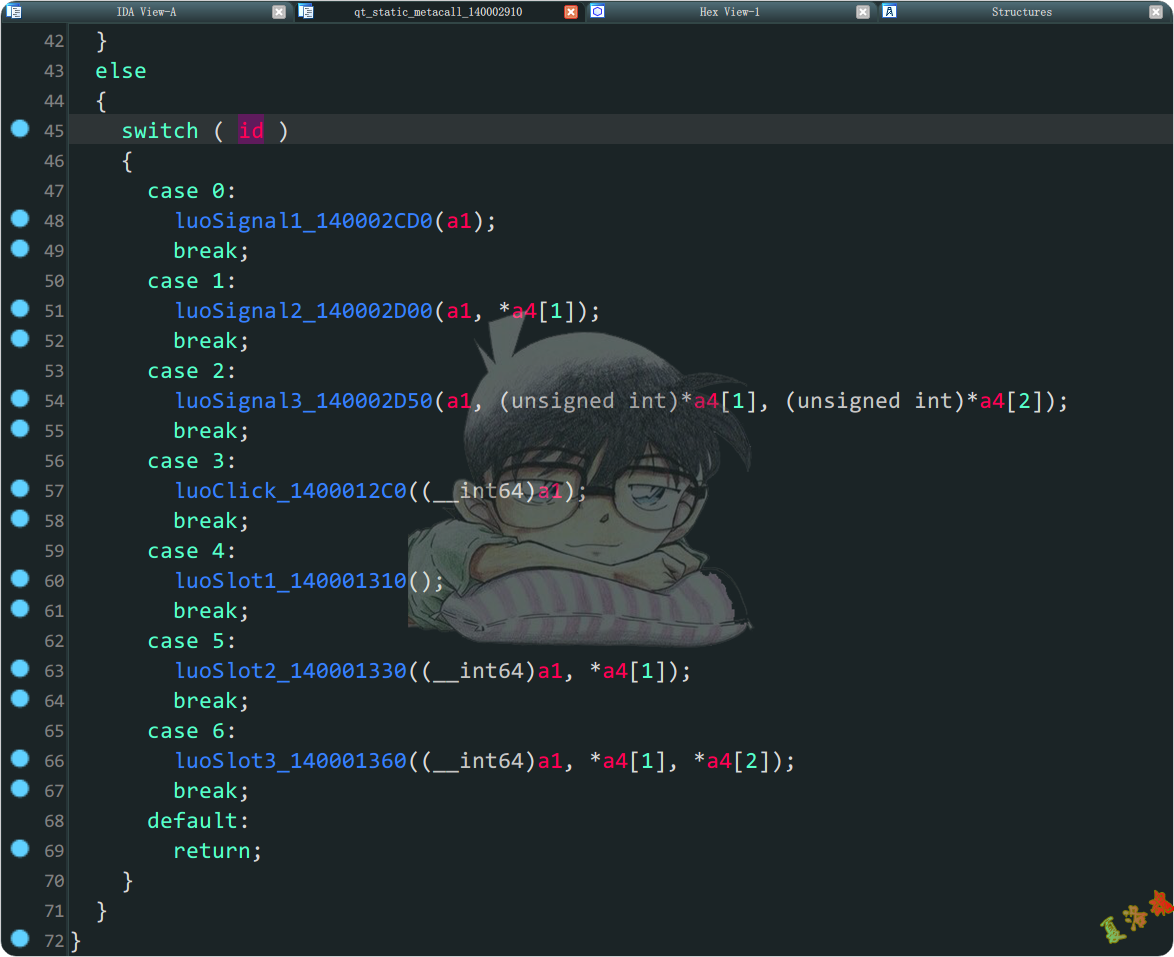 IDA View-A qt_static_metacall_140002910 Hex View-1 Structures
42 }
43 else
44 {
45 switch ( id )
46 {
47 case 0:
48 luoSignal1_140002CD0(a1);
49 break;
50 case 1:
51 luoSignal2_140002D00(a1, *a4[1]);
52 break;
53 case 2:
54 luoSignal3_140002D50(a1, (unsigned int)*a4[1], (unsigned int)*a4[2]);
55 break;
56 case 3:
57 luoClick_1400012C0((__int64)a1);
58 break;
59 case 4:
60 luoSlot1_140001310();
61 break;
62 case 5:
63 luoSlot2_140001330((__int64)a1, *a4[1]);
64 break;
65 case 6:
66 luoSlot3_140001360((__int64)a1, *a4[1], *a4[2]);
67 break;
68 default:
69 return;
70 }
71 }
72 }